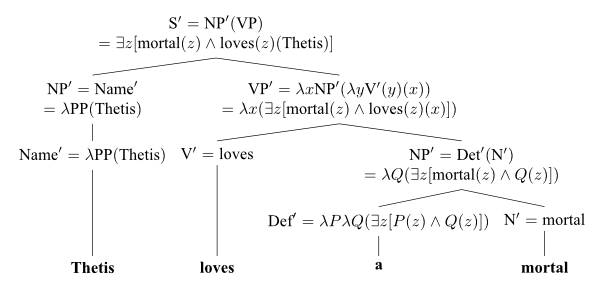 S′ = NP′(VP)
= ∃z[mortal(z) ∧ loves(z)(Thetis)]
NP′ = Name′
= λPP(Thetis)
VP′ = λxNP′(λyV′(y)(x))
= λx(∃z[mortal(z) ∧ loves(z)(x)])
Name′ = λPP(Thetis)
V′ = loves
NP′ = Det′(N′)
= λQ(∃z[mortal(z) ∧ Q(z)])
Def′ = λPλQ(∃z[P(z) ∧ Q(z)])
N′ = mortal
Thetis
loves
a
mortal